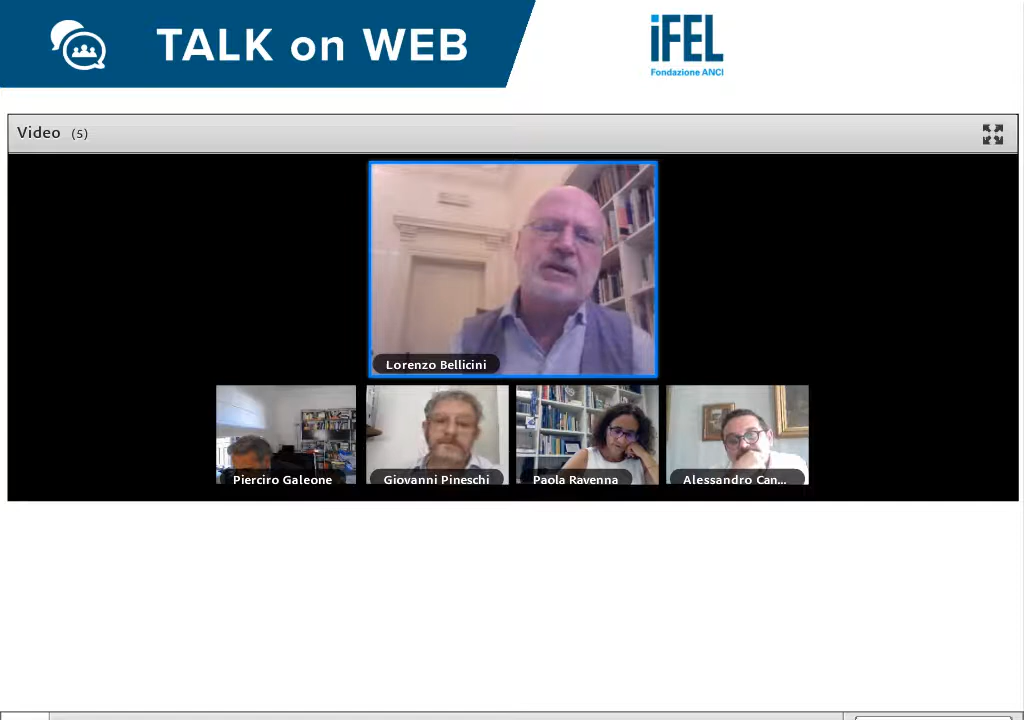 TALK on WEB
iFEL
Fondazione ANCI
Video (5)
Lorenzo Bellicini
Pierciro Galeone
Giovanni Pineschi
Paola Ravenna
Alessandro Can...